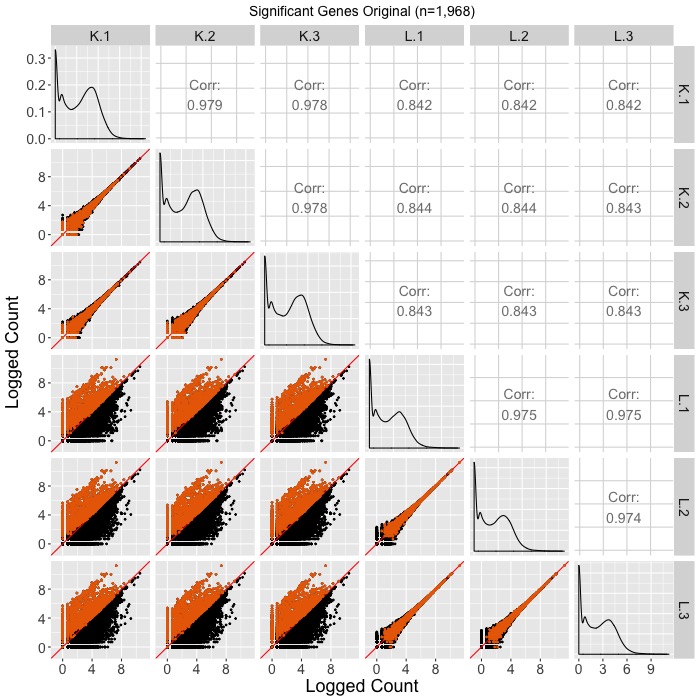 Significant Genes Original (n=1,968)
K.1 K.2 K.3 L.1 L.2 L.3
0.3
0.2
0.1
0.0
Corr: Corr: Corr: Corr: Corr:
0.979 0.978 0.842 0.842 0.842
K.1
8
4
0
Corr: Corr: Corr: Corr:
0.978 0.844 0.844 0.843
K.2
8
4
0
Corr: Corr: Corr:
0.843 0.843 0.843
K.3
Logged Count
8
4
0
Corr: Corr:
0.975 0.975
L.1
8
4
0
Corr:
0.974
L.2
8
4
0
L.3
0 4 8 0 4 8 0 4 8 0 4 8 0 4 8 0 3 6 9
Logged Count